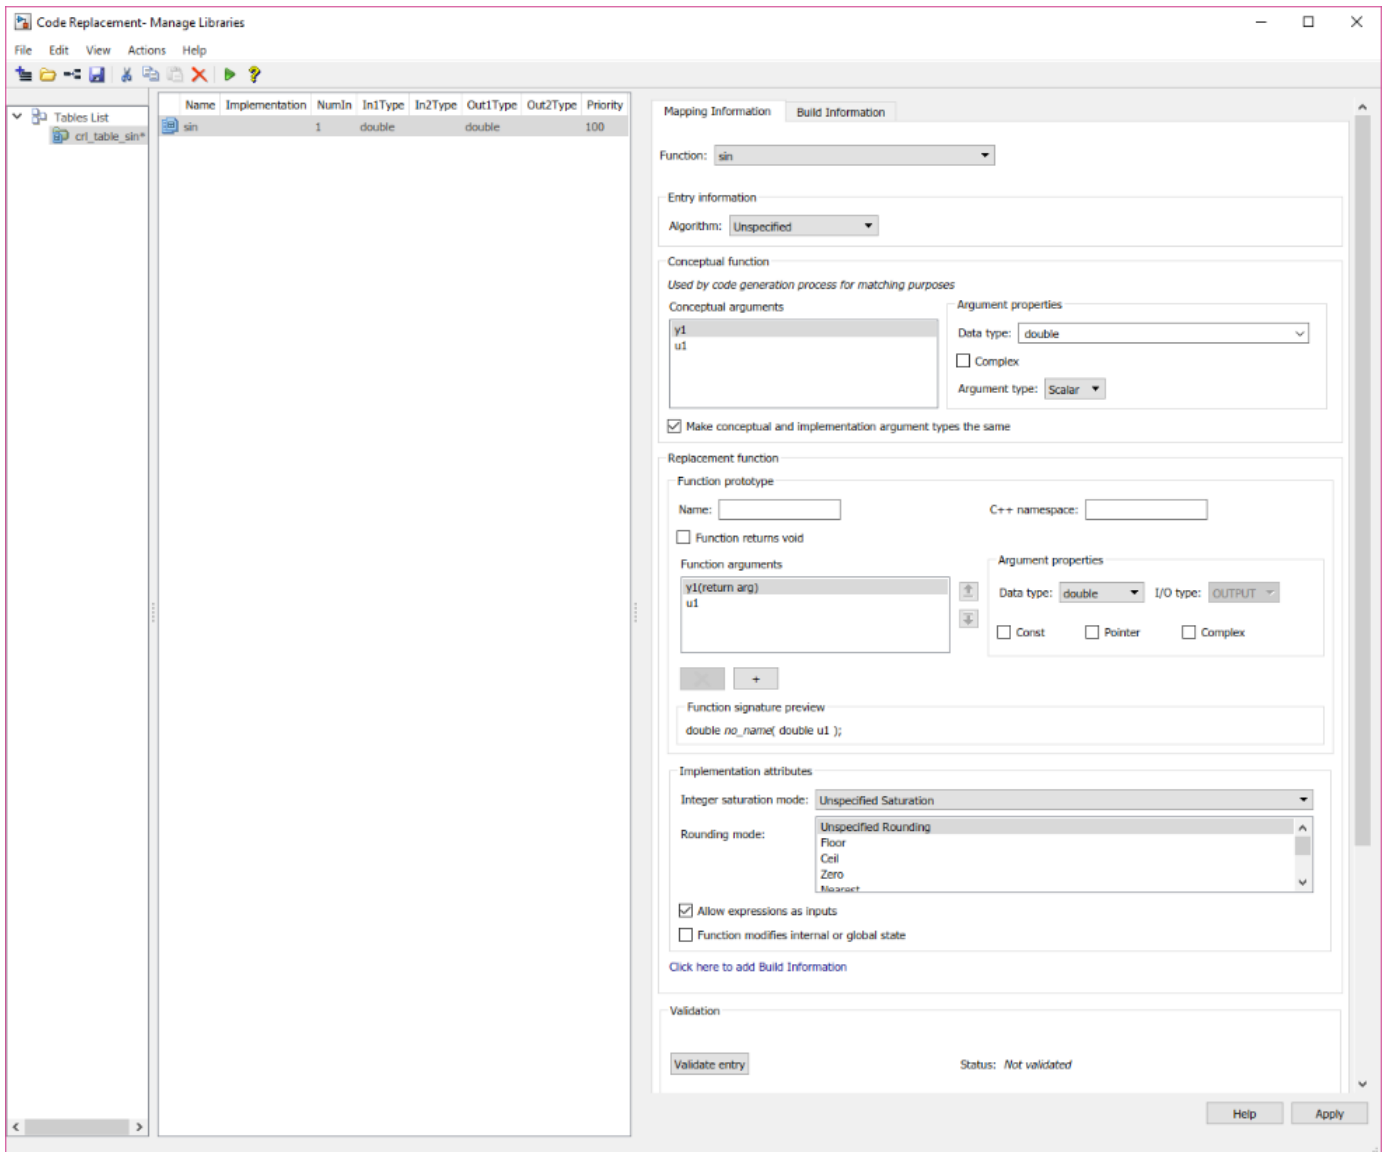 Code Replacement- Manage Libraries
File Edit View Actions Help
Name Implementation NumIn In1Type In2Type Out1Type Out2Type Priority
Tables List
crl_table_sin*
sin 1 double double 100
Mapping Information Build Information
Function: sin
Entry information
Algorithm: Unspecified
Conceptual function
Used by code generation process for matching purposes
Conceptual arguments
y1
u1
Argument properties
Data type: double
Complex
Argument type: Scalar
Make conceptual and implementation argument types the same
Replacement function
Function prototype
Name: C++ namespace:
Function returns void
Function arguments
y1(return arg)
u1
Argument properties
Data type: double I/O type: OUTPUT
Const Pointer Complex
+
Function signature preview
double no_name( double u1 );
Implementation attributes
Integer saturation mode: Unspecified Saturation
Rounding mode:
Unspecified Rounding
Floor
Ceil
Zero
Nearest
Allow expressions as inputs
Function modifies internal or global state
Click here to add Build Information
Validation
Validate entry Status: Not validated
Help Apply